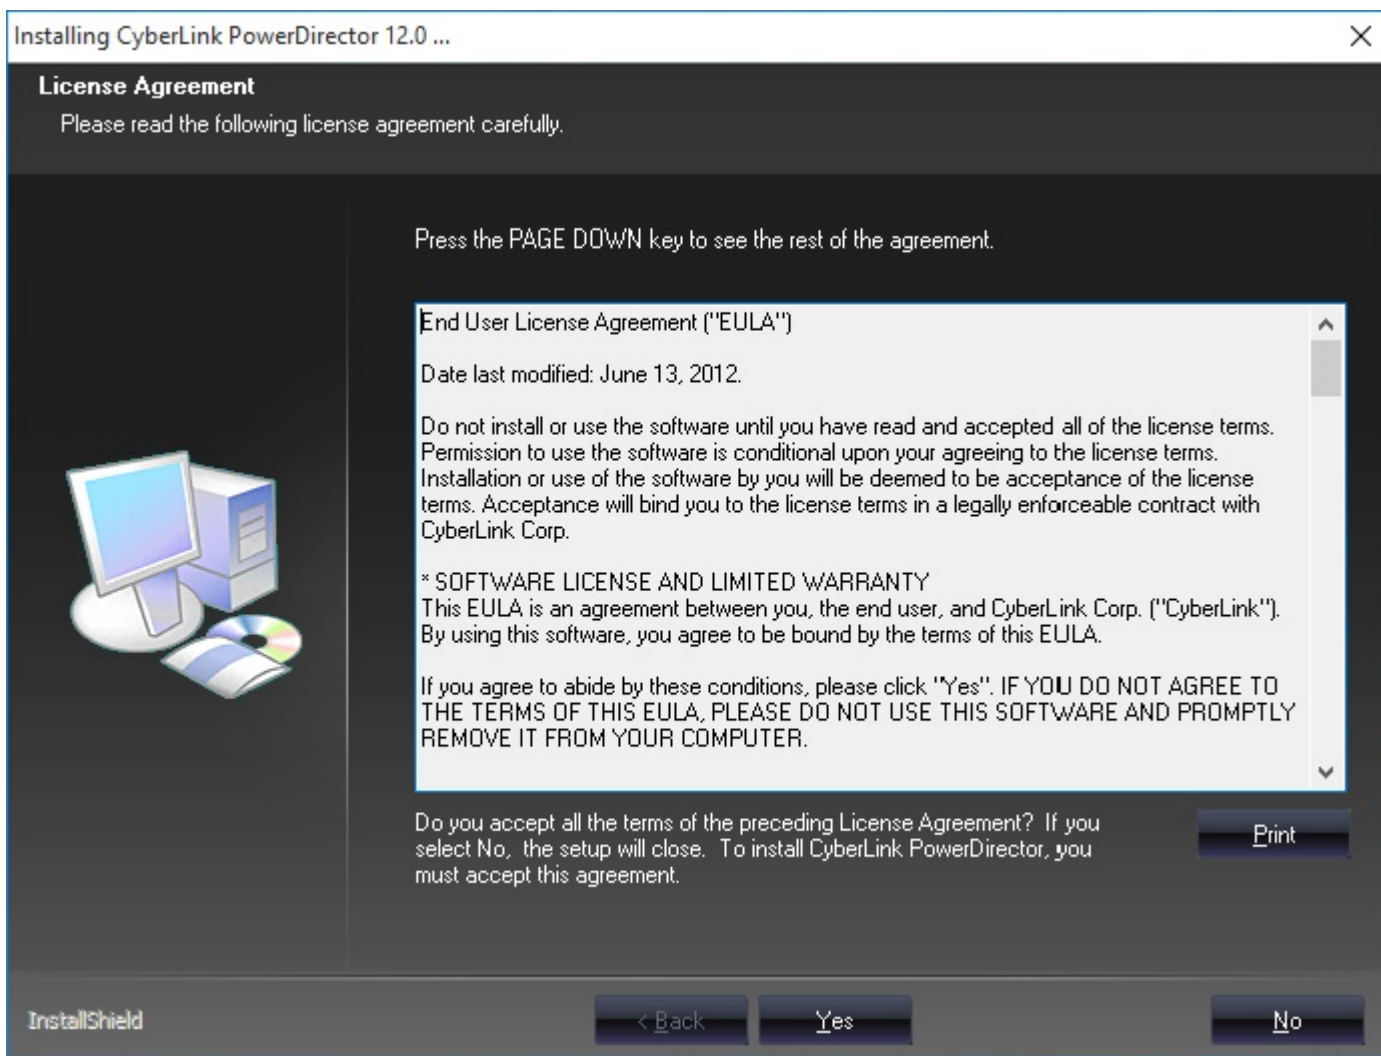 Installing CyberLink PowerDirector 12.0 ...
License Agreement
Please read the following license agreement carefully.
Press the PAGE DOWN key to see the rest of the agreement.
End User License Agreement ("EULA")
Date last modified: June 13, 2012.
Do not install or use the software until you have read and accepted all of the license terms.
Permission to use the software is conditional upon your agreeing to the license terms.
Installation or use of the software by you will be deemed to be acceptance of the license
terms. Acceptance will bind you to the license terms in a legally enforceable contract with
CyberLink Corp.
* SOFTWARE LICENSE AND LIMITED WARRANTY
This EULA is an agreement between you, the end user, and CyberLink Corp. ("CyberLink").
By using this software, you agree to be bound by the terms of this EULA.
If you agree to abide by these conditions, please click "Yes". IF YOU DO NOT AGREE TO
THE TERMS OF THIS EULA, PLEASE DO NOT USE THIS SOFTWARE AND PROMPTLY
REMOVE IT FROM YOUR COMPUTER.
Do you accept all the terms of the preceding License Agreement? If you
select No, the setup will close. To install CyberLink PowerDirector, you
must accept this agreement.
Print
InstallShield
< Back
Yes
No